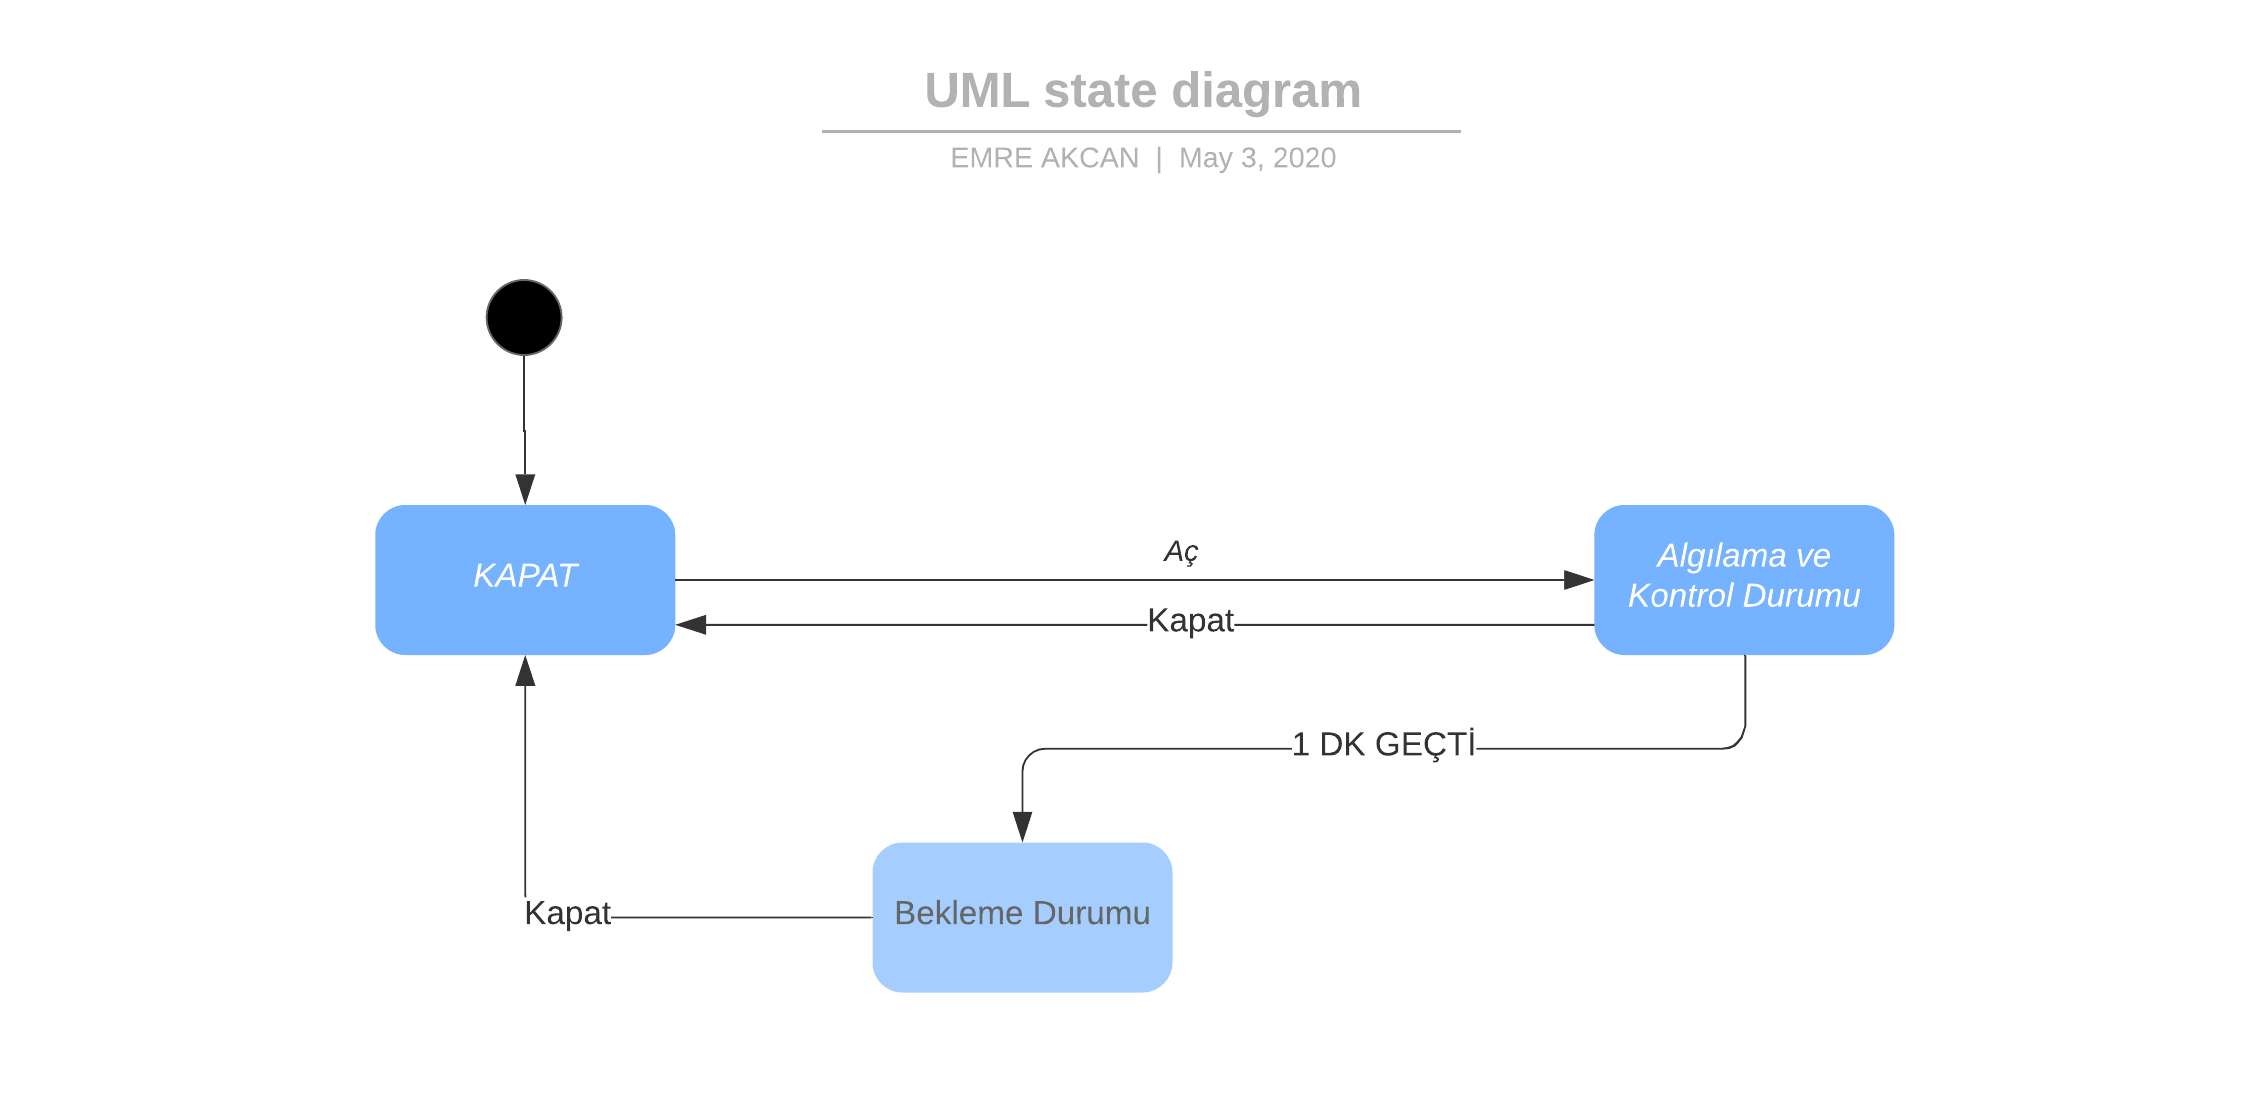 UML state diagram
EMRE AKCAN | May 3, 2020
KAPAT
Aç
Kapat
Algılama ve
Kontrol Durumu
1 DK GEÇTİ
Kapat
Bekleme Durumu